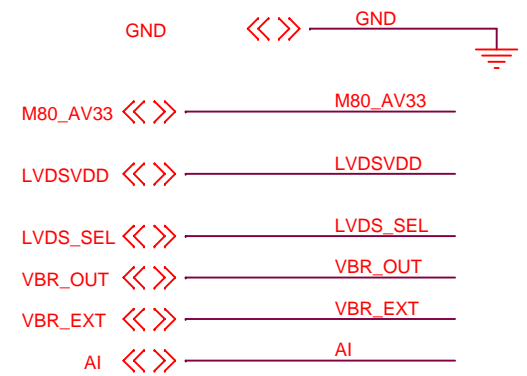 GND GND
M80_AV33 M80_AV33
LVDSVDD LVDSVDD
LVDS_SEL LVDS_SEL
VBR_OUT VBR_OUT
VBR_EXT VBR_EXT
AI AI